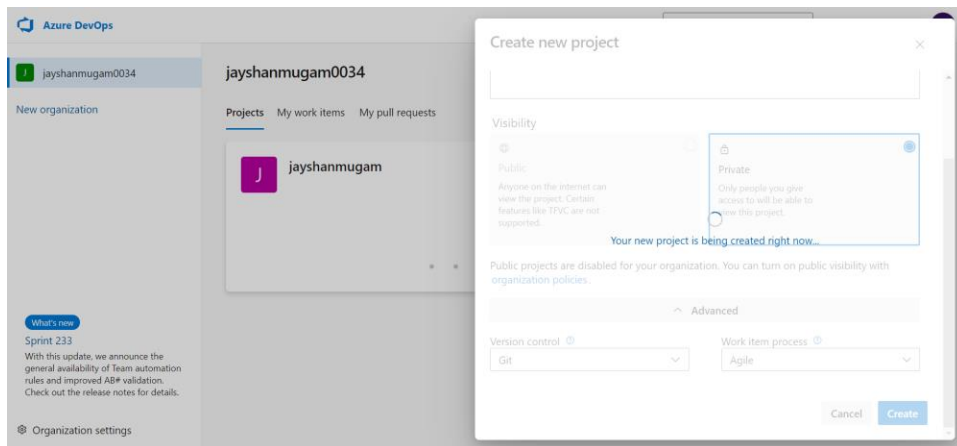 Azure DevOps
J
jayshanmugam0034
New organization
What's new
Sprint 233
With this update, we announce the
general availability of Team automation
rules and improved AB# validation.
Check out the release notes for details.
Organization settings
jayshanmugam0034
Projects My work items My pull requests
J
jayshanmugam
Create new project
Visibility
Public
Anyone on the internet can
view the project. Certain
features like TFVC are not
supported.
Private
Only people you give
access to will be able to
view this project.
Your new project is being created right now...
Public projects are disabled for your organization. You can turn on public visibility with
organization policies.
Advanced
Version control
Git
Work item process
Agile
Cancel Create